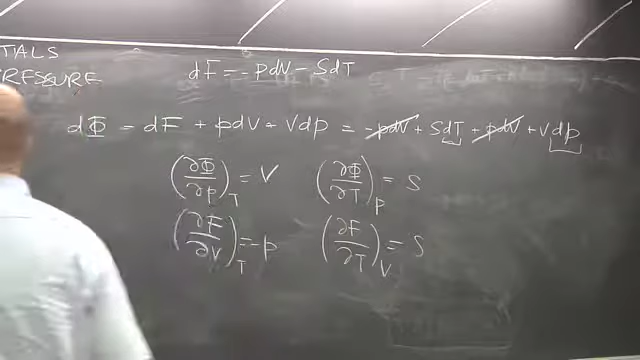 TIALS
RESSURE
dF = -pdV - SdT
dΦ = dF + pdV + Vdp = -pdV + SdT + pdV + Vdp
(∂Φ/∂p)_T = V (∂Φ/∂T)_p = S
(∂F/∂V)_T = -p (∂F/∂T)_V = S